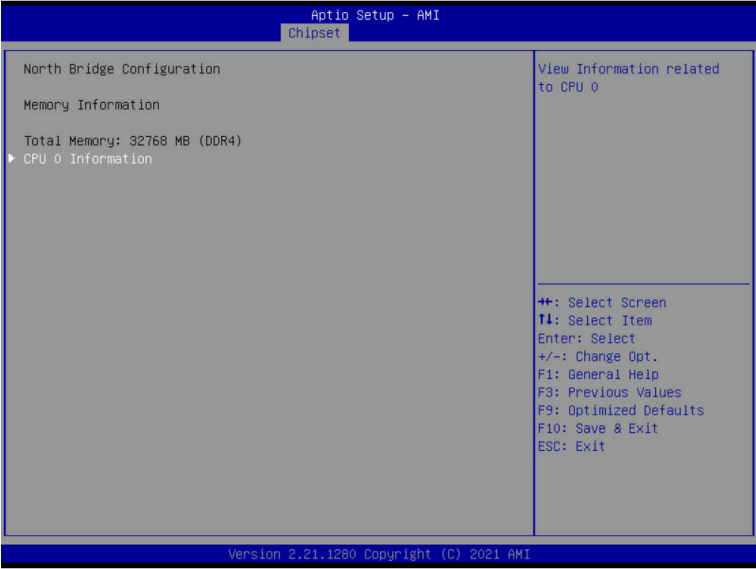 Aptio Setup - AMI
Chipset
North Bridge Configuration
Memory Information
Total Memory: 32768 MB (DDR4)
CPU 0 Information
View Information related
to CPU 0
→←: Select Screen
↑↓: Select Item
Enter: Select
+/-: Change Opt.
F1: General Help
F3: Previous Values
F9: Optimized Defaults
F10: Save & Exit
ESC: Exit
Version 2.21.1280 Copyright (C) 2021 AMI